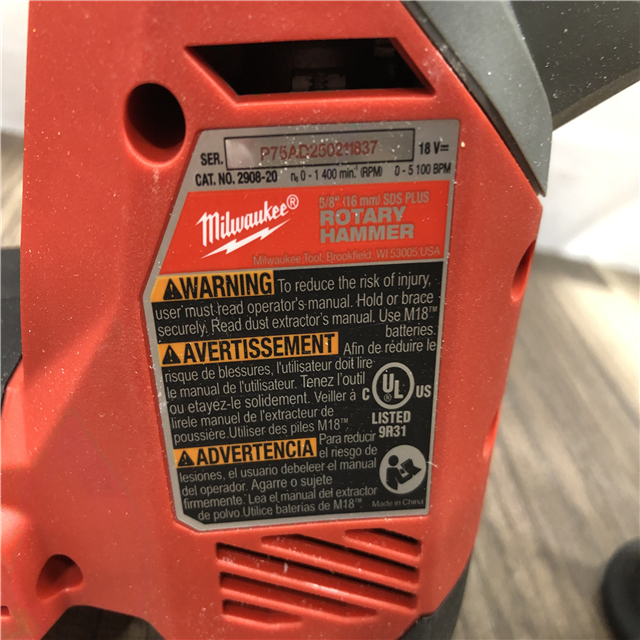 SER. P75AD250211837 18 V⎓
CAT. NO. 2908-20 n₀ 0 - 1 400 min.⁻¹ (RPM) 0 - 5 100 BPM
Milwaukee®
5/8" (16 mm) SDS PLUS
ROTARY
HAMMER
Milwaukee Tool, Brookfield, WI 53005 USA
WARNING To reduce the risk of injury,
user must read operator's manual. Hold or brace
securely. Read dust extractor's manual. Use M18™
batteries.
AVERTISSEMENT Afin de réduire le
risque de blessures, l'utilisateur doit lire
le manuel de l'utilisateur. Tenez l'outil
ou etayez-le solidement. Veiller à
lirele manuel de l'extracteur de
poussière. Utiliser des piles M18™.
C UL ® US
LISTED
9R31
ADVERTENCIA Para reducir
el riesgo de
lesiones, el usuario debeleer el manual
del operador. Agarre o sujete
firmemente. Lea el manual del extractor
de polvo Utilice baterias de M18™.
Made in China